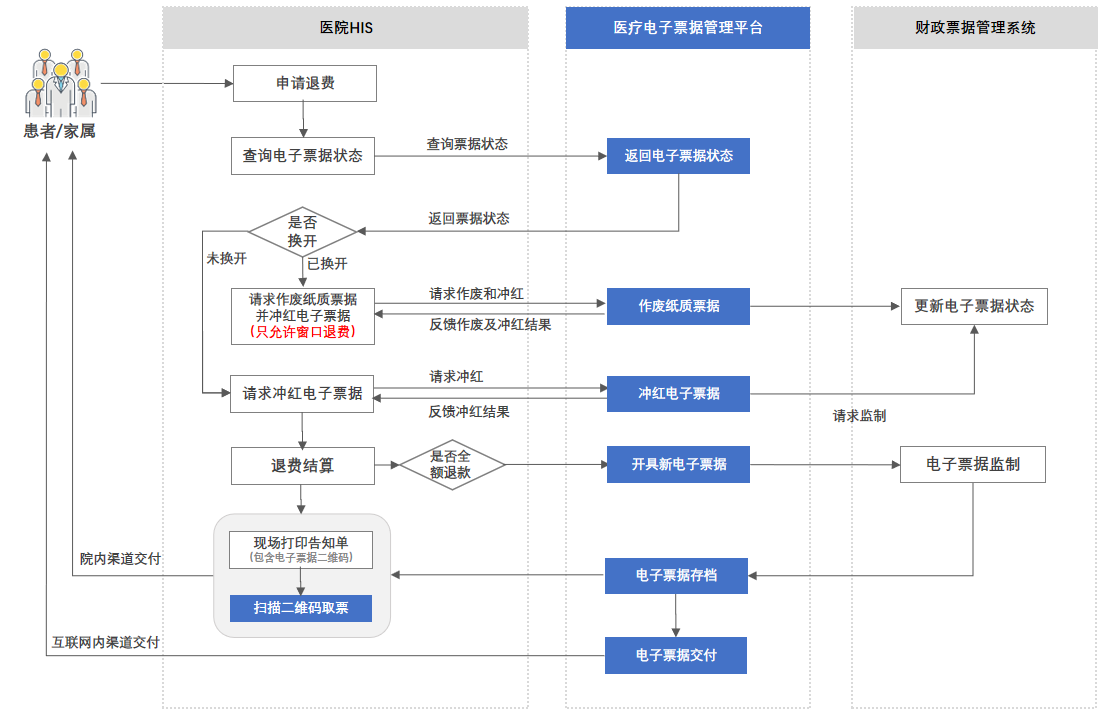 医院HIS
医疗电子票据管理平台
财政票据管理系统
患者/家属
申请退费
查询电子票据状态
查询票据状态
返回电子票据状态
返回票据状态
是否
换开
未换开
已换开
请求作废纸质票据
并冲红电子票据
(只允许窗口退费)
请求作废和冲红
反馈作废及冲红结果
作废纸质票据
更新电子票据状态
请求冲红电子票据
请求冲红
反馈冲红结果
冲红电子票据
请求监制
退费结算
是否全
额退款
开具新电子票据
电子票据监制
现场打印告知单
(包含电子票据二维码)
扫描二维码取票
院内渠道交付
电子票据存档
互联网内渠道交付
电子票据交付